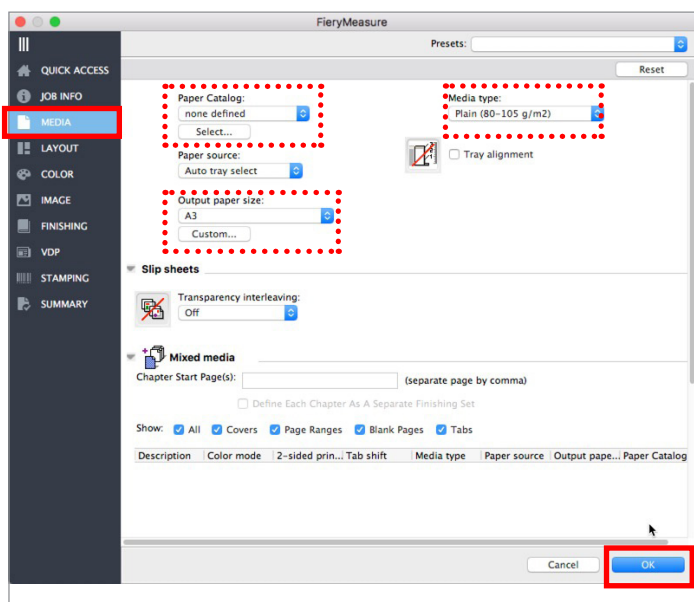 FieryMeasure
Presets:
Reset
QUICK ACCESS
JOB INFO
MEDIA
LAYOUT
COLOR
IMAGE
FINISHING
VDP
STAMPING
SUMMARY
Paper Catalog:
none defined
Select...
Paper source:
Auto tray select
Output paper size:
A3
Custom...
Media type:
Plain (80-105 g/m2)
Tray alignment
Slip sheets
Transparency interleaving:
Off
Mixed media
Chapter Start Page(s):
(separate page by comma)
Define Each Chapter As A Separate Finishing Set
Show: All Covers Page Ranges Blank Pages Tabs
Description Color mode 2-sided prin... Tab shift Media type Paper source Output pape... Paper Catalog
Cancel OK